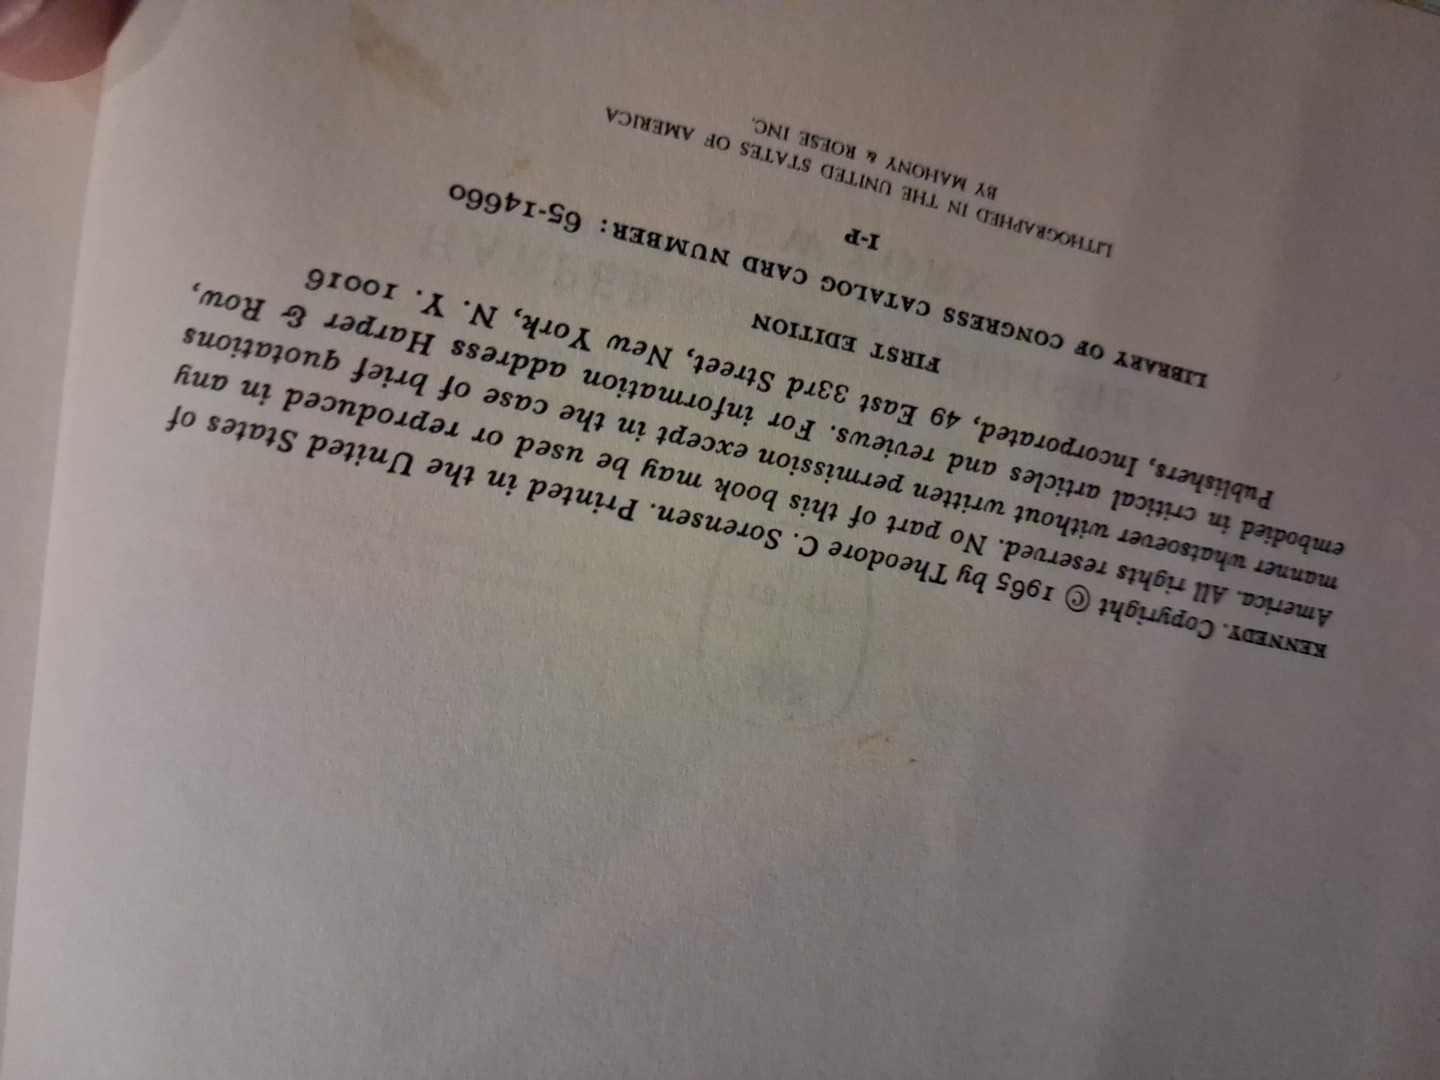 KENNEDY. Copyright © 1965 by Theodore C. Sorensen. Printed in the United States of
America. All rights reserved. No part of this book may be used or reproduced in any
manner whatsoever without written permission except in the case of brief quotations
embodied in critical articles and reviews. For information address Harper & Row,
Publishers, Incorporated, 49 East 33rd Street, New York, N. Y. 10016
FIRST EDITION
LIBRARY OF CONGRESS CATALOG CARD NUMBER: 65-14660
I-P
LITHOGRAPHED IN THE UNITED STATES OF AMERICA
BY MAHONY & ROESE INC.